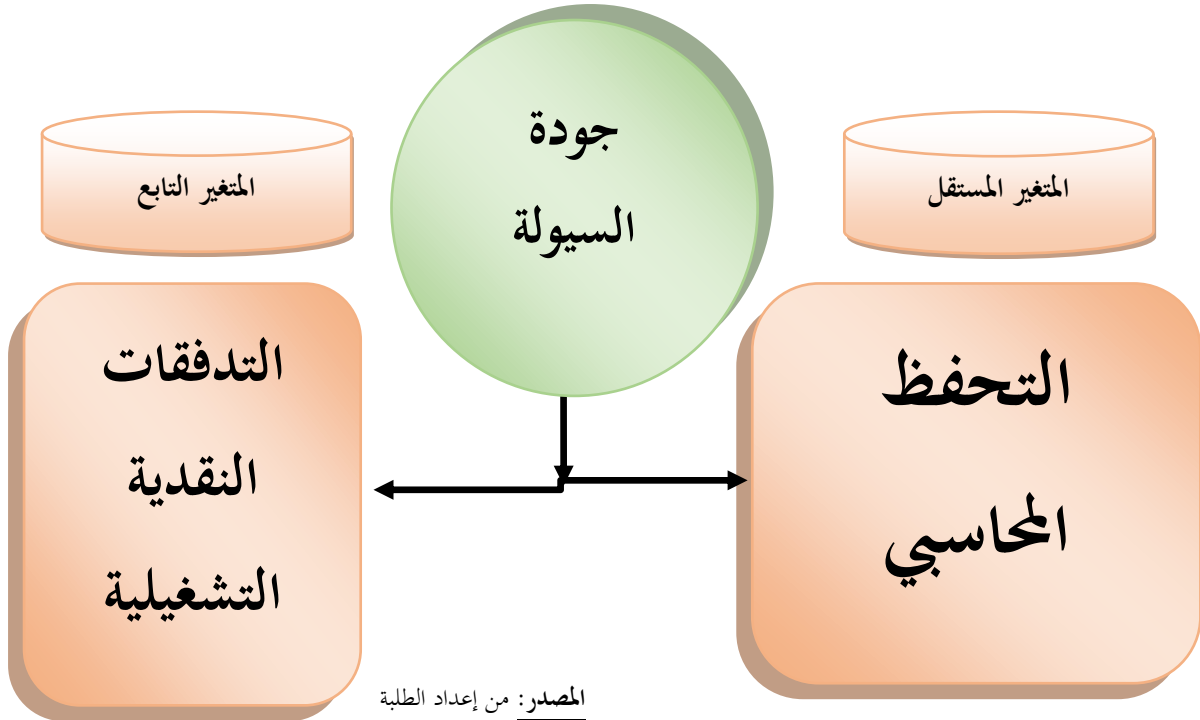 جودة
السيولة
المتغير المستقل
المتغير التابع
التحفظ
المحاسبي
التدفقات
النقدية
التشغيلية
المصدر: من إعداد الطلبة